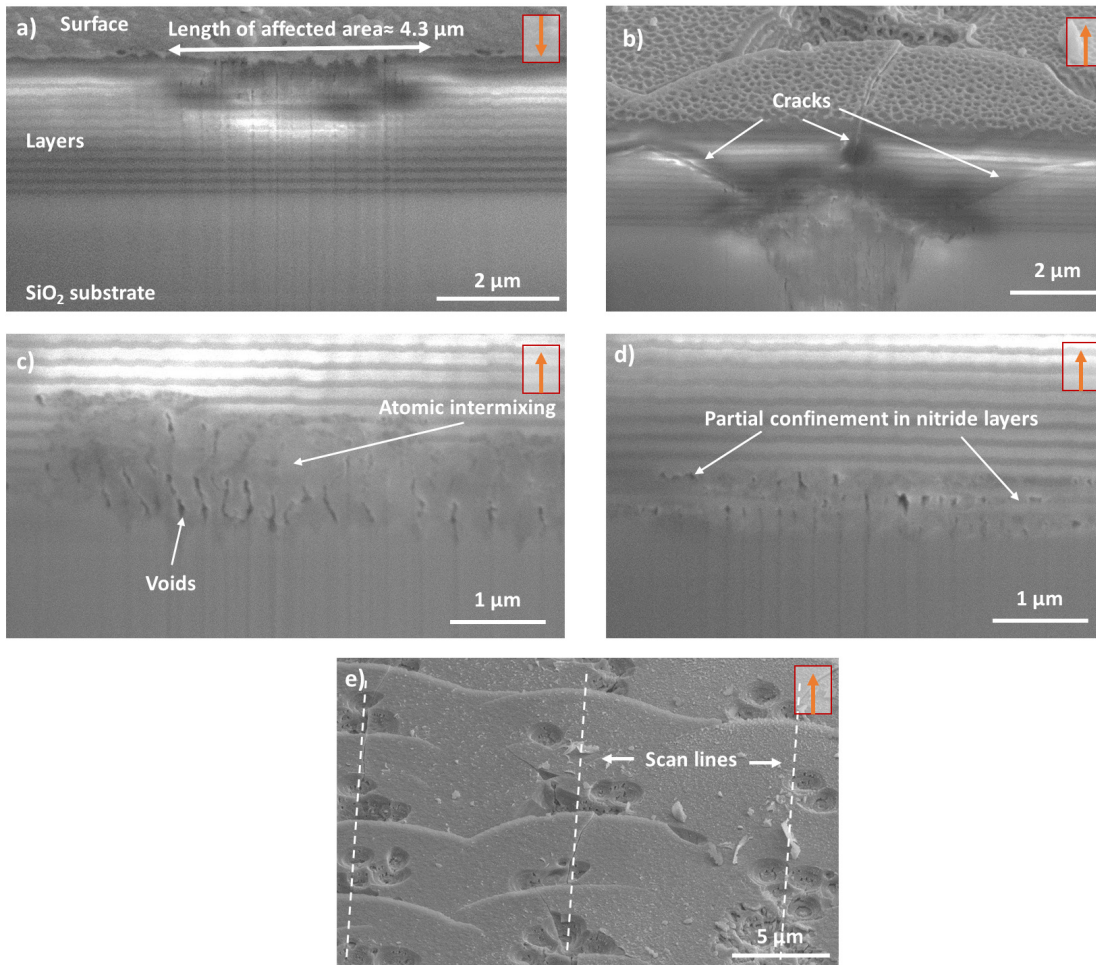 a)
Surface
Length of affected area≈ 4.3 µm
Layers
SiO₂ substrate
2 µm
b)
Cracks
2 µm
c)
Atomic intermixing
Voids
1 µm
d)
Partial confinement in nitride layers
1 µm
e)
Scan lines
5 µm